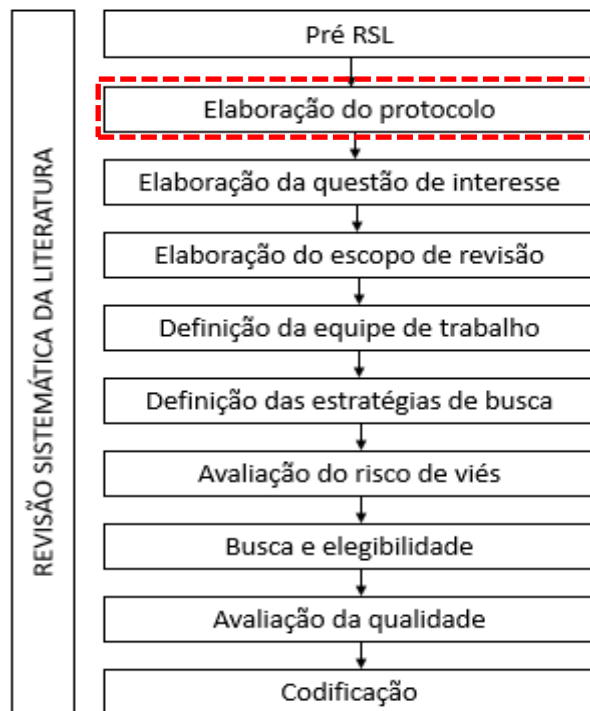 REVISÃO SISTEMÁTICA DA LITERATURA
Pré RSL
Elaboração do protocolo
Elaboração da questão de interesse
Elaboração do escopo de revisão
Definição da equipe de trabalho
Definição das estratégias de busca
Avaliação do risco de viés
Busca e elegibilidade
Avaliação da qualidade
Codificação